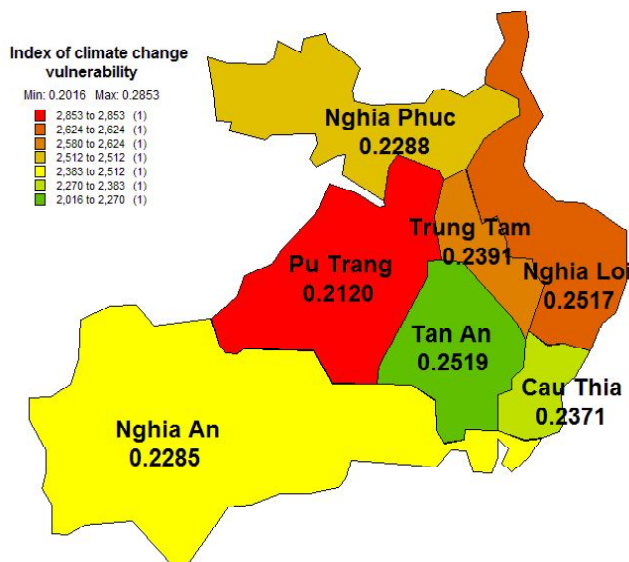 Index of climate change
vulnerability
Min: 0.2016 Max: 0.2853
2,853 to 2,853 (1)
2,624 to 2,624 (1)
2,580 to 2,624 (1)
2,512 to 2,512 (1)
2,383 to 2,512 (1)
2,270 to 2,383 (1)
2,016 to 2,270 (1)
Nghia Phuc
0.2288
Trung Tam
0.2391
Pu Trang
0.2120
Nghia Loi
0.2517
Tan An
0.2519
Cau Thia
0.2371
Nghia An
0.2285